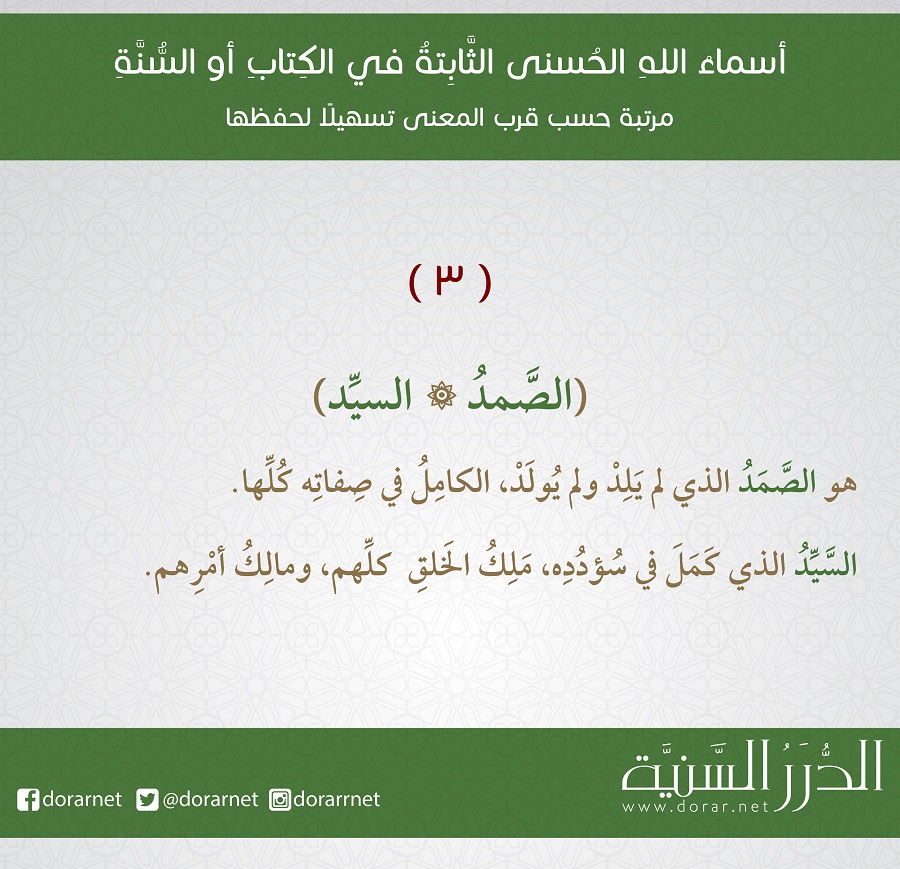 أسماءُ اللهِ الحُسنى الثَّابِتةُ في الكِتابِ أو السُّنَّةِ
مرتبة حسب قرب المعنى تسهيلًا لحفظها
( ٣ )
(الصَّمدُ ۞ السيِّد)
هو الصَّمَدُ الذي لم يَلِدْ ولم يُولَدْ، الكامِلُ في صِفاتِه كُلِّها.
السَّيِّدُ الذي كَمَلَ في سُؤدُدِه، مَلِكُ الخَلقِ كلِّهم، ومالِكُ أمْرِهم.
الدُّرَرُ السَّنيَّة
www.dorar.net
dorarnet @dorarnet dorarrnet